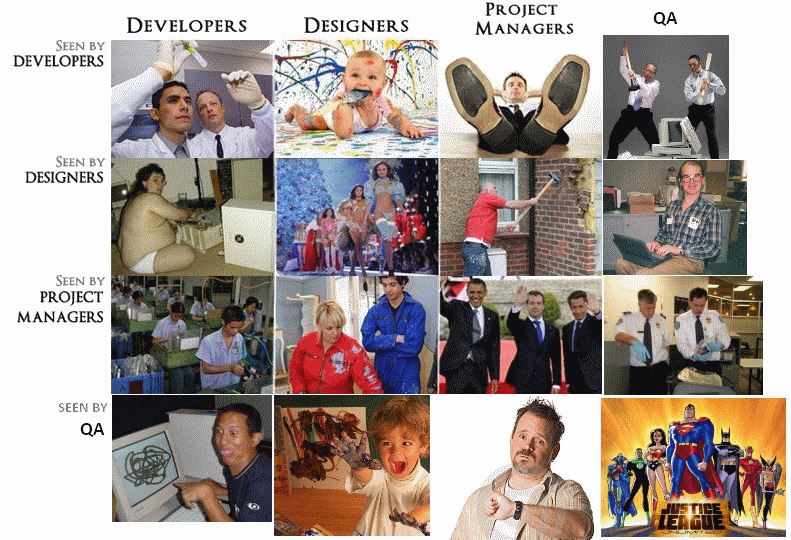 DEVELOPERS
DESIGNERS
PROJECT
MANAGERS
QA
SEEN BY
DEVELOPERS
SEEN BY
DESIGNERS
SEEN BY
PROJECT
MANAGERS
SEEN BY
QA
JUSTICE
LEAGUE
UNLIMITED